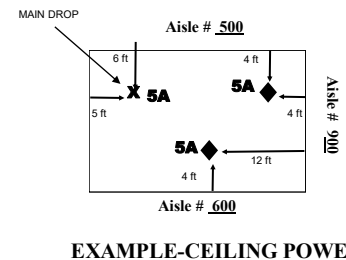 MAIN DROP
Aisle # 500
6 ft
4 ft
X 5A
5A
5 ft
4 ft
Aisle # 900
5A
12 ft
4 ft
Aisle # 600
EXAMPLE-CEILING POWE